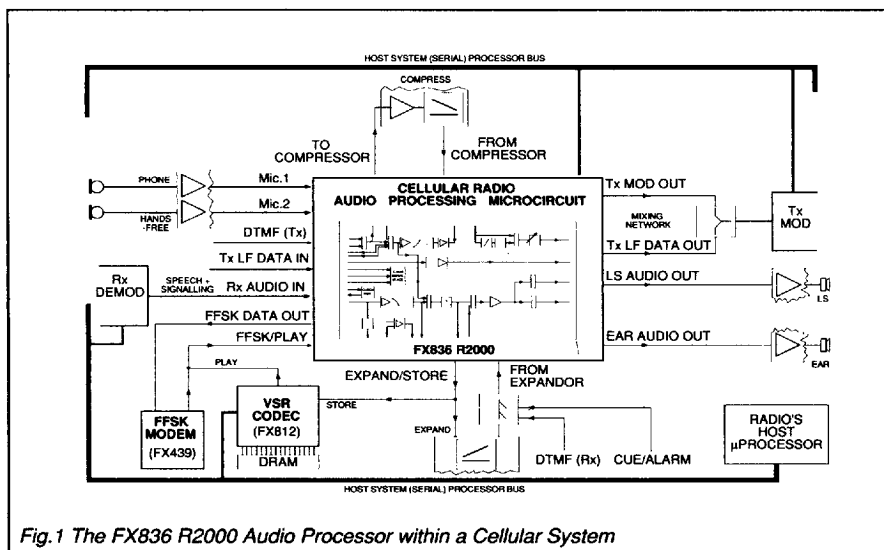 HOST SYSTEM (SERIAL) PROCESSOR BUS
COMPRESS
TO COMPRESSOR
FROM COMPRESSOR
PHONE
Mic.1
HANDS-FREE
Mic.2
DTMF (Tx)
Tx LF DATA IN
Rx DEMOD
SPEECH + SIGNALLING
Rx AUDIO IN
FFSK DATA OUT
FFSK/PLAY
CELLULAR RADIO
AUDIO PROCESSING MICROCIRCUIT
FX836 R2000
Tx MOD OUT
MIXING NETWORK
Tx MOD
Tx LF DATA OUT
LS AUDIO OUT
LS
EAR AUDIO OUT
EAR
PLAY
EXPAND/STORE
FROM EXPANDOR
FFSK MODEM
(FX439)
VSR CODEC
(FX812)
DRAM
STORE
EXPAND
DTMF (Rx)
CUE/ALARM
RADIO'S
HOST
µPROCESSOR
HOST SYSTEM (SERIAL) PROCESSOR BUS
Fig.1 The FX836 R2000 Audio Processor within a Cellular System